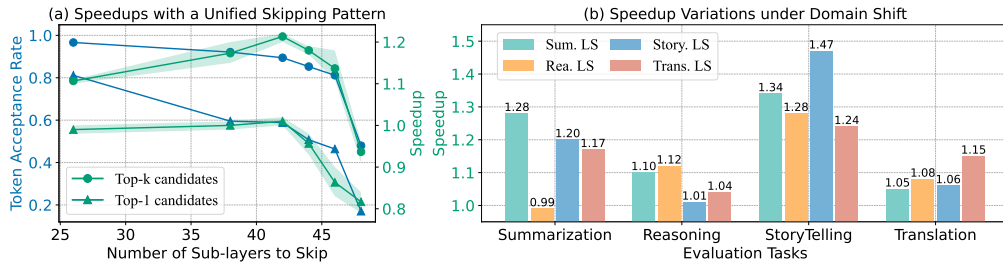 (a) Speedups with a Unified Skipping Pattern
Token Acceptance Rate
1.0
0.8
0.6
0.4
0.2
1.2
1.1
1.0
0.9
0.8
Speedup
Top-k candidates
Top-1 candidates
25
30
35
40
45
Number of Sub-layers to Skip
(b) Speedup Variations under Domain Shift
Speedup
1.5
1.4
1.3
1.2
1.1
1.0
Sum. LS
Story. LS
Rea. LS
Trans. LS
1.28
0.99
1.20
1.17
1.10
1.12
1.01
1.04
1.34
1.28
1.47
1.24
1.05
1.08
1.06
1.15
Summarization
Reasoning
StoryTelling
Translation
Evaluation Tasks